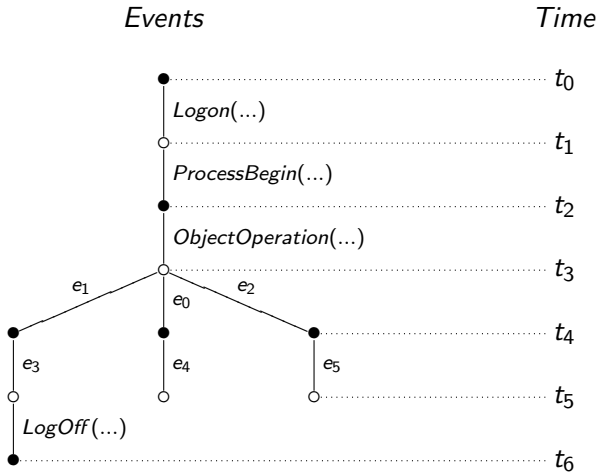 Events Time
t0
Logon(...)
t1
ProcessBegin(...)
t2
ObjectOperation(...)
t3
e1 e0 e2
t4
e3 e4 e5
t5
LogOff(...)
t6